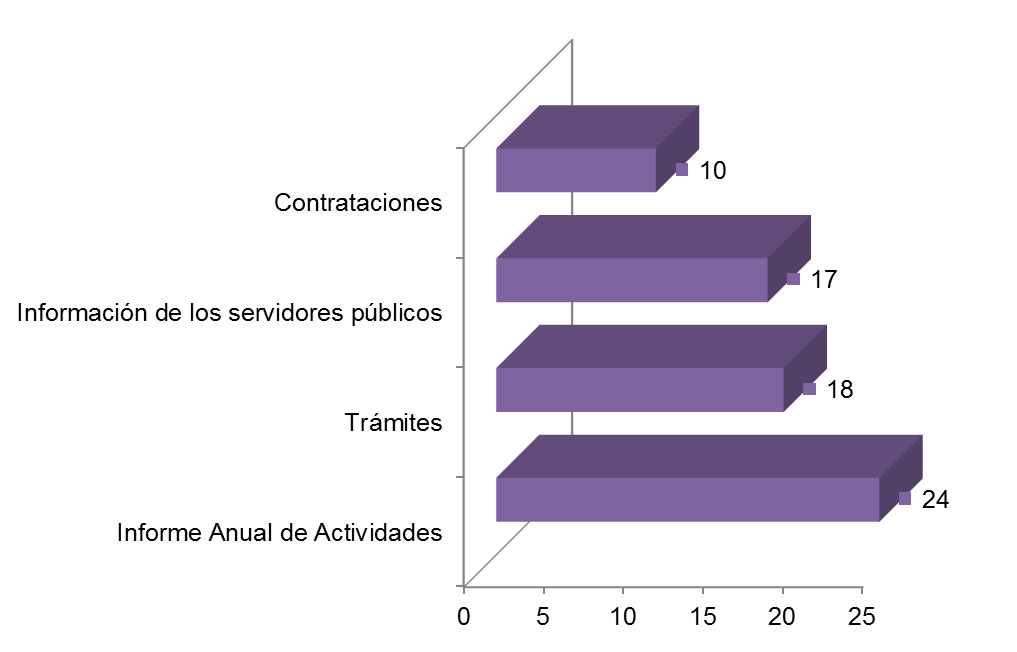 10
Contrataciones
17
Información de los servidores públicos
18
Trámites
24
Informe Anual de Actividades
0 5 10 15 20 25